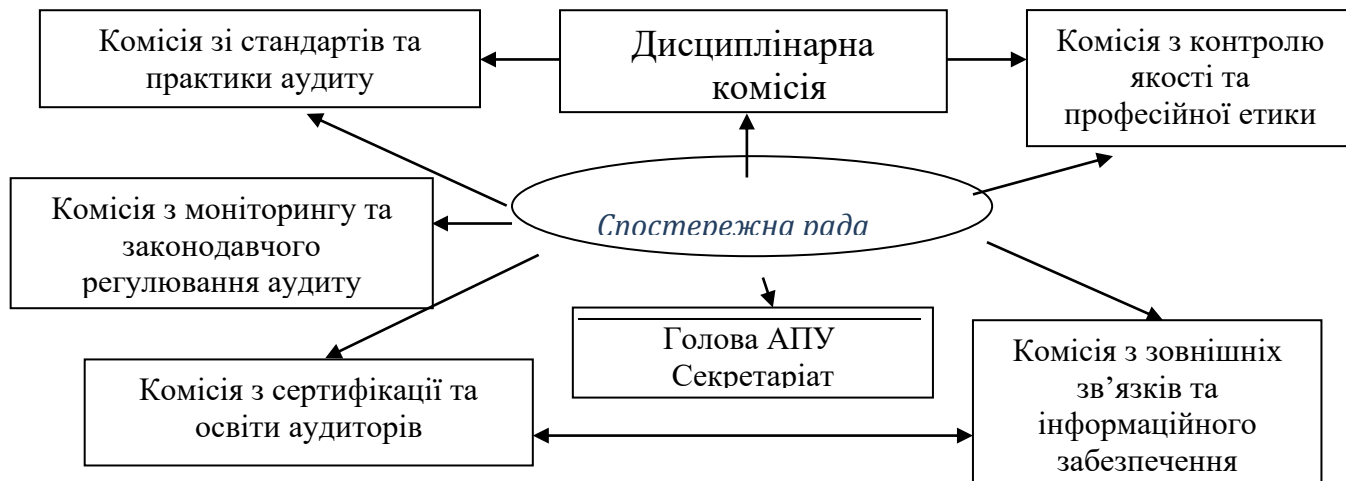 Комісія зі стандартів та
практики аудиту
Дисциплінарна
комісія
Комісія з контролю
якості та
професійної етики
Комісія з моніторингу та
законодавчого
регулювання аудиту
Спостережна рада
Голова АПУ
Секретаріат
Комісія з сертифікації та
освіти аудиторів
Комісія з зовнішніх
зв’язків та
інформаційного
забезпечення